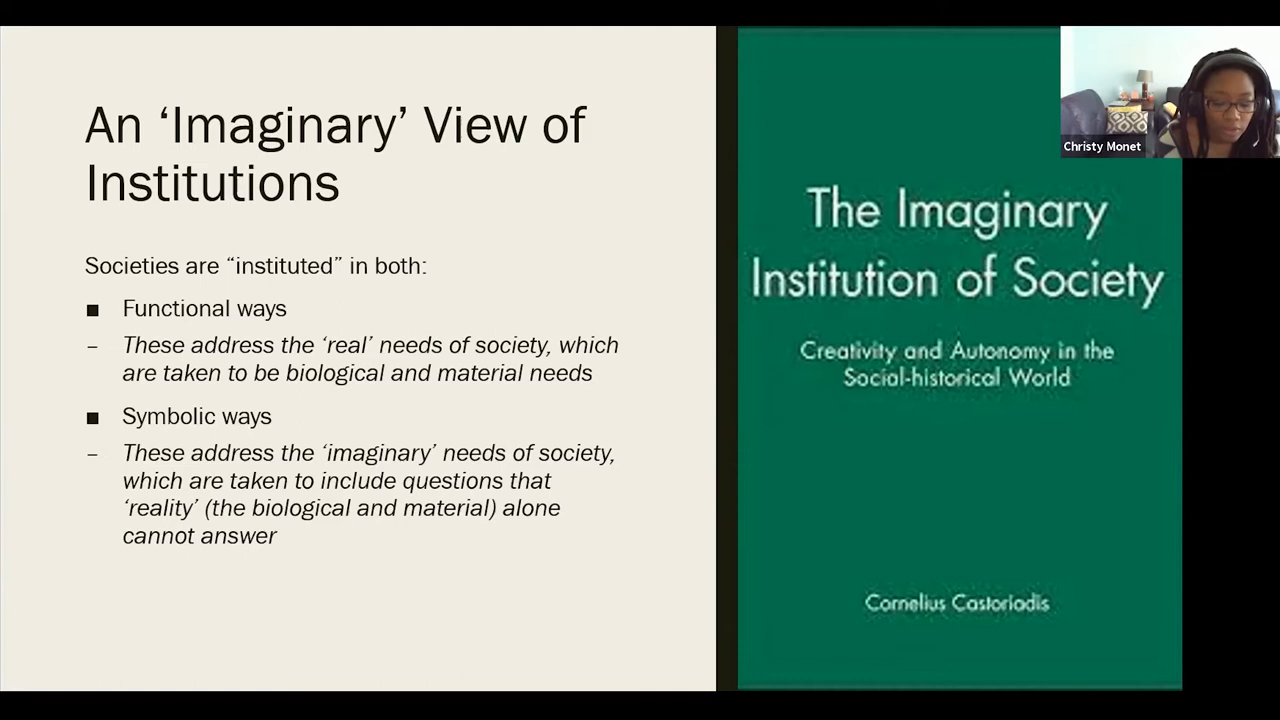 An ‘Imaginary’ View of
Institutions
Societies are “instituted” in both:
■ Functional ways
– These address the ‘real’ needs of society, which
are taken to be biological and material needs
■ Symbolic ways
– These address the ‘imaginary’ needs of society,
which are taken to include questions that
‘reality’ (the biological and material) alone
cannot answer
The Imaginary
Institution of Society
Creativity and Autonomy in the
Social-historical World
Cornelius Castoriadis
Christy Monet